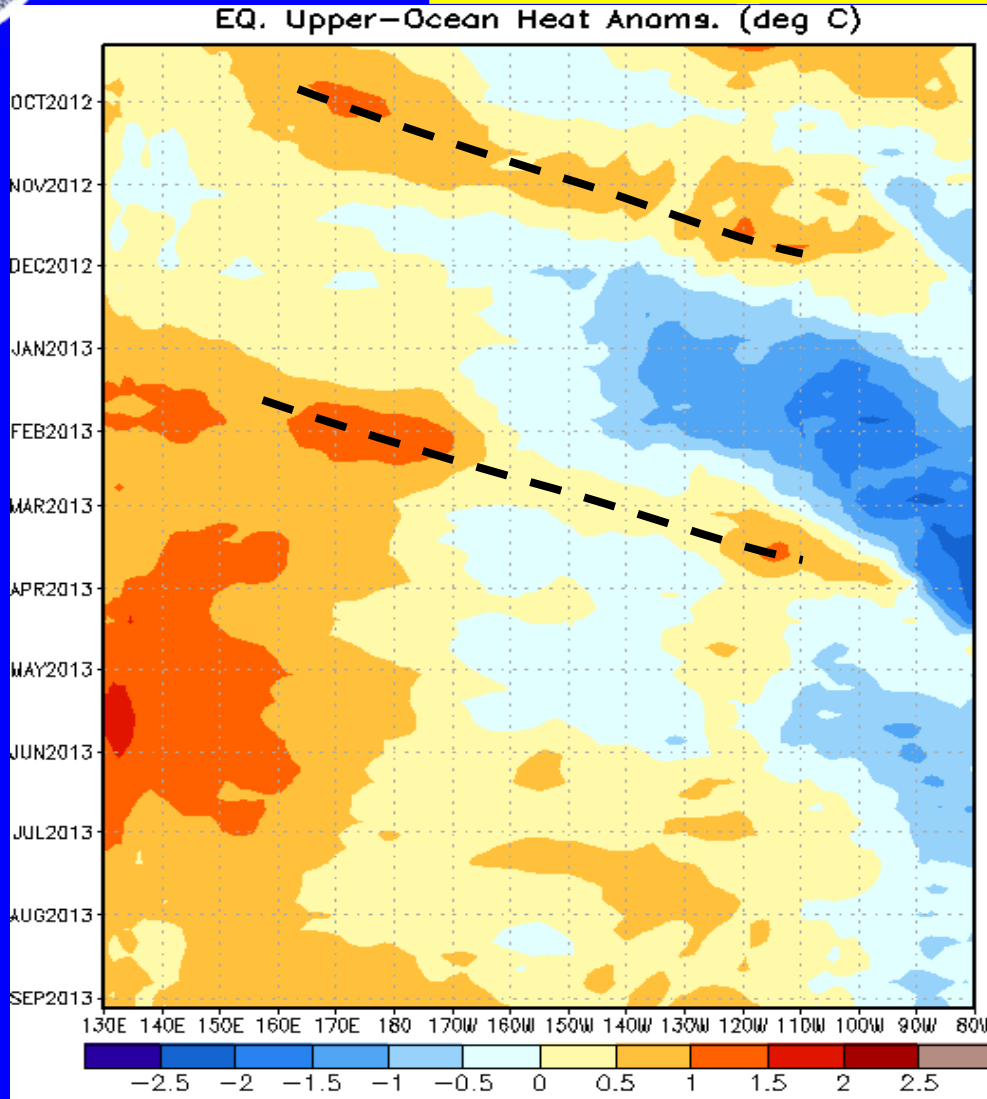 EQ. Upper-Ocean Heat Anoms. (deg C)
OCT2012
NOV2012
DEC2012
JAN2013
FEB2013
MAR2013
APR2013
MAY2013
JUN2013
JUL2013
AUG2013
SEP2013
130E 140E 150E 160E 170E 180 170W 160W 150W 140W 130W 120W 110W 100W 90W 80W
-2.5 -2 -1.5 -1 -0.5 0 0.5 1 1.5 2 2.5